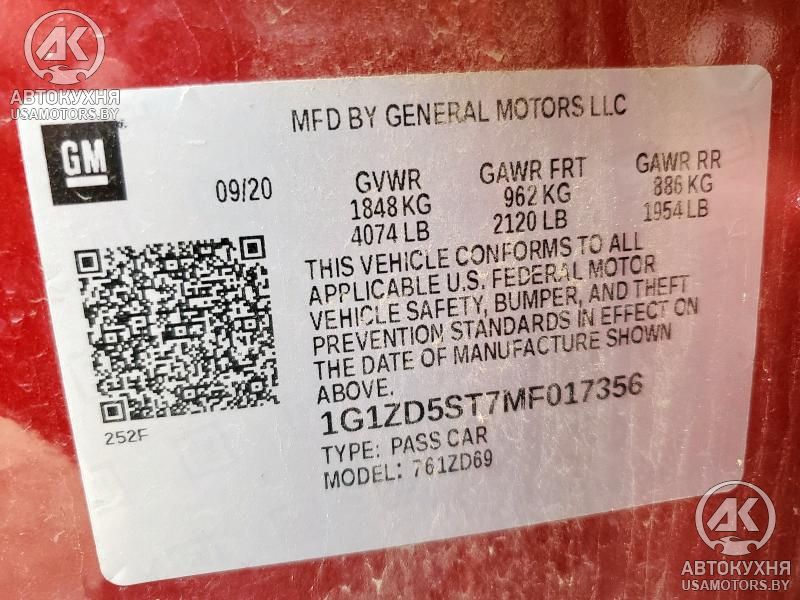 AK
АВТОКУХНЯ
USAMOTORS.BY
GM
MFD BY GENERAL MOTORS LLC
09/20
GVWR
1848 KG
4074 LB
GAWR FRT
962 KG
2120 LB
GAWR RR
886 KG
1954 LB
THIS VEHICLE CONFORMS TO ALL
APPLICABLE U.S. FEDERAL MOTOR
VEHICLE SAFETY, BUMPER, AND THEFT
PREVENTION STANDARDS IN EFFECT ON
THE DATE OF MANUFACTURE SHOWN
ABOVE.
1G1ZD5ST7MF017356
TYPE: PASS CAR
MODEL: 761ZD69
252F
AK
АВТОКУХНЯ
USAMOTORS.BY